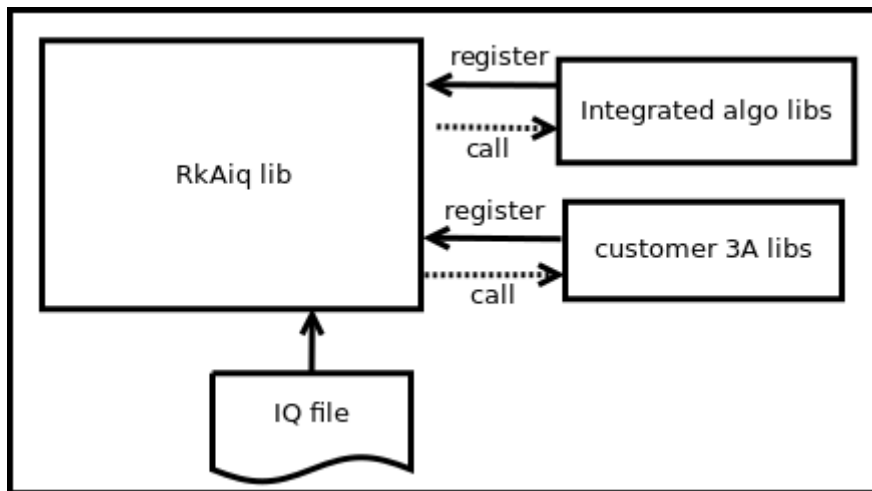 register
Integrated algo libs
call
RkAiq lib
register
customer 3A libs
call
IQ file